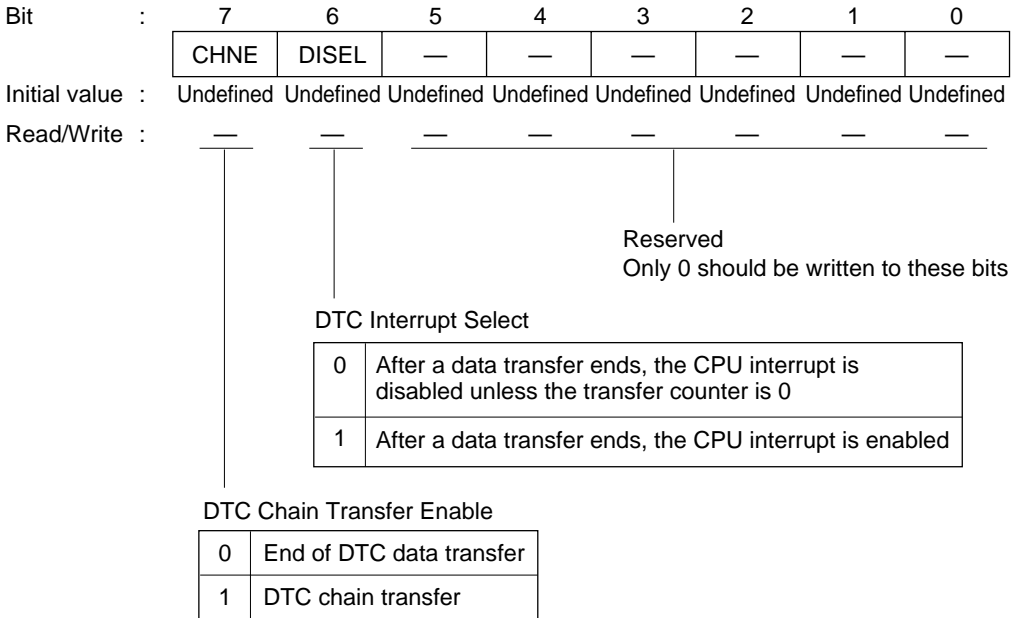 Bit : 7 6 5 4 3 2 1 0
CHNE DISEL — — — — — —
Initial value : Undefined Undefined Undefined Undefined Undefined Undefined Undefined Undefined
Read/Write : — — — — — — — —
Reserved
Only 0 should be written to these bits
DTC Interrupt Select
0 After a data transfer ends, the CPU interrupt is
disabled unless the transfer counter is 0
1 After a data transfer ends, the CPU interrupt is enabled
DTC Chain Transfer Enable
0 End of DTC data transfer
1 DTC chain transfer